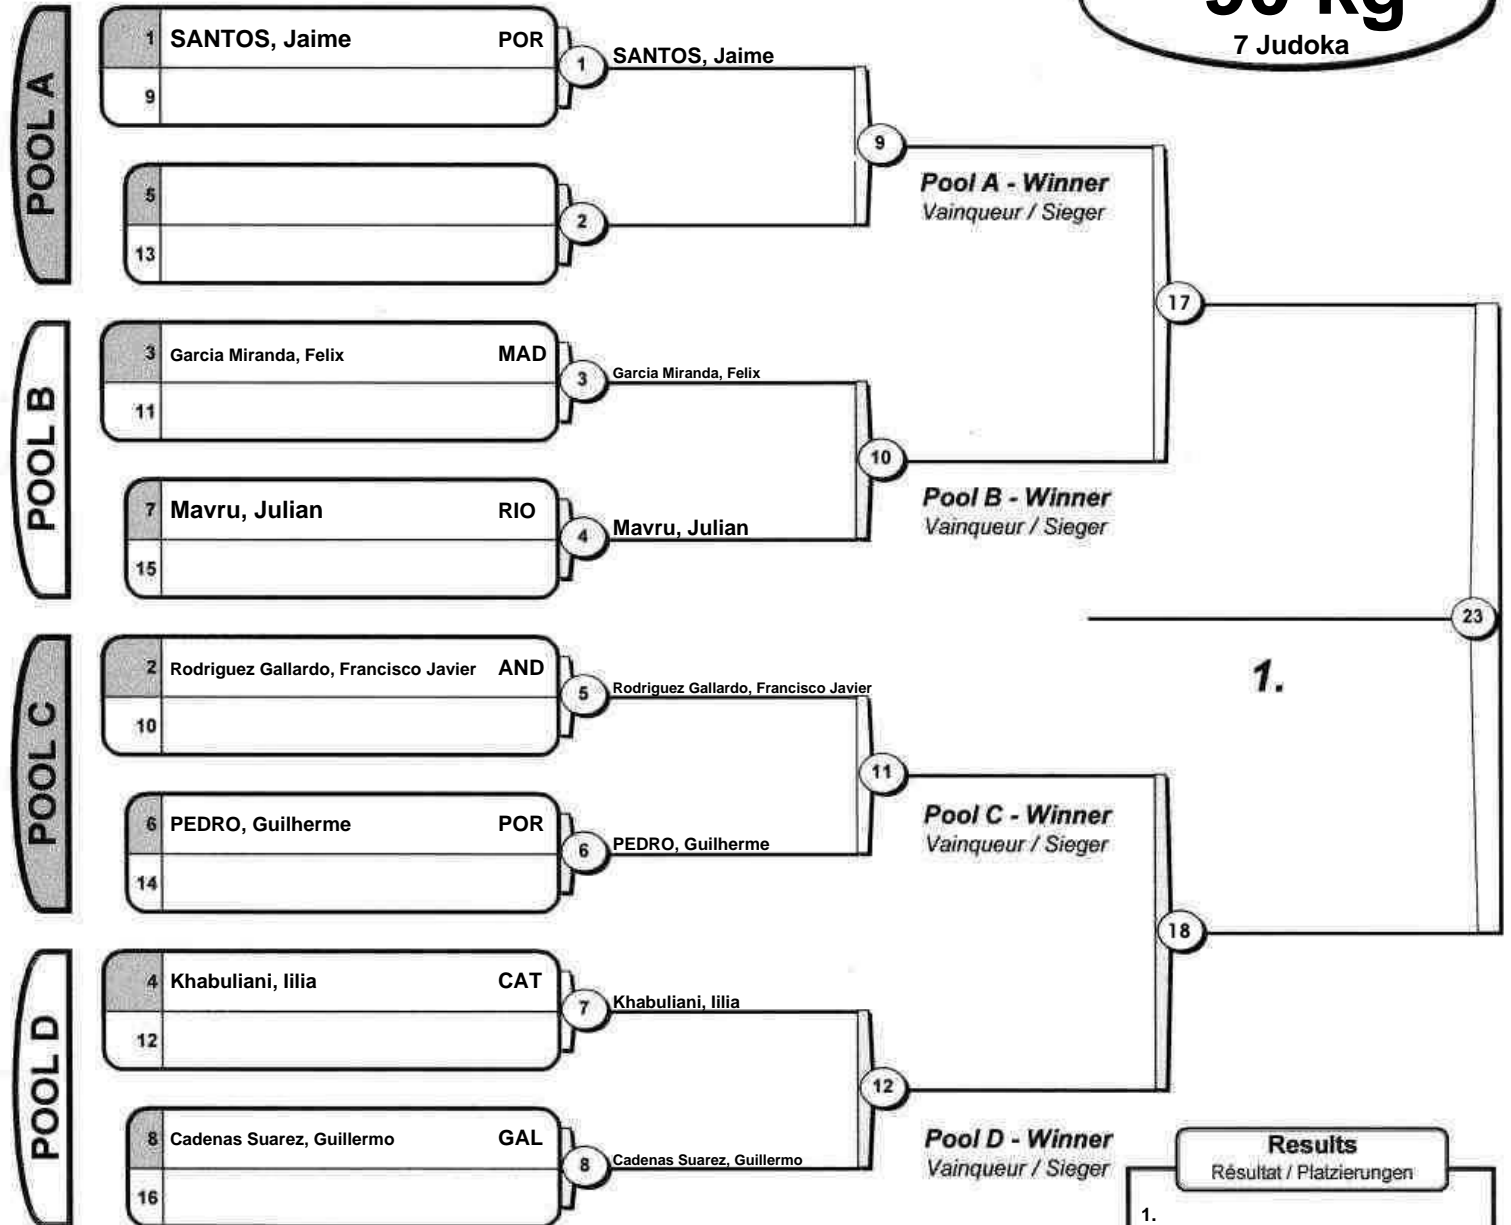 kg
7 Judoka
POOL A
1 SANTOS, Jaime POR
9
1 SANTOS, Jaime
5
13
2
9
Pool A - Winner
Vainqueur / Sieger
17
POOL B
3 Garcia Miranda, Felix MAD
11
3 Garcia Miranda, Felix
7 Mavru, Julian RIO
15
4 Mavru, Julian
10
Pool B - Winner
Vainqueur / Sieger
23
1.
POOL C
2 Rodriguez Gallardo, Francisco Javier AND
10
5 Rodriguez Gallardo, Francisco Javier
6 PEDRO, Guilherme POR
14
6 PEDRO, Guilherme
11
Pool C - Winner
Vainqueur / Sieger
18
POOL D
4 Khabuliani, Iilia CAT
12
7 Khabuliani, Iilia
8 Cadenas Suarez, Guillermo GAL
16
8 Cadenas Suarez, Guillermo
12
Pool D - Winner
Vainqueur / Sieger
Results
Résultat / Platzierungen
1.